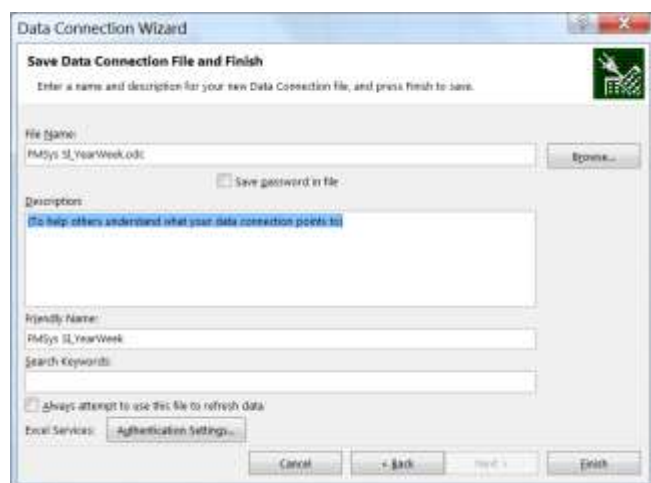 Data Connection Wizard
Save Data Connection File and Finish
Enter a name and description for your new Data Connection file, and press Finish to save.
File Name:
PMSys SI_YearWeek.odc
Browse...
Save password in file
Description:
(To help others understand what your data connection points to)
Friendly Name:
PMSys SI_YearWeek
Search Keywords:
Always attempt to use this file to refresh data
Excel Services: Authentication Settings...
Cancel < Back Next > Finish